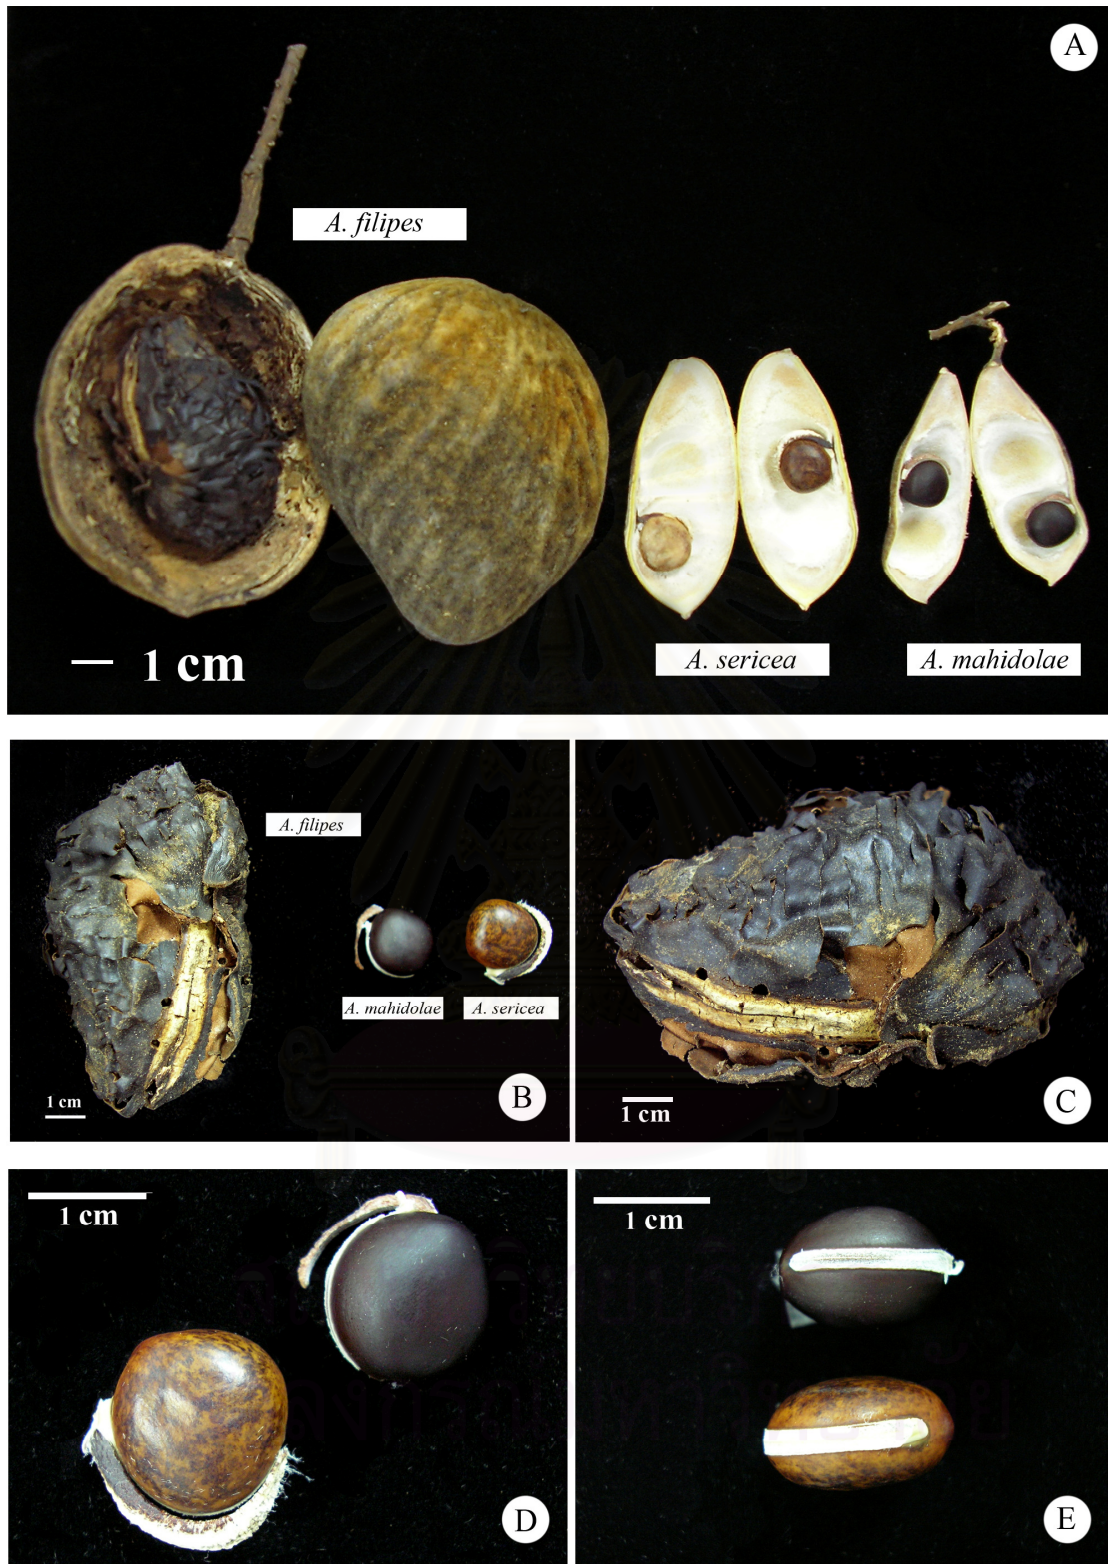 A
A. filipes
1 cm
A. sericea
A. mahidolae
A. filipes
A. mahidolae
A. sericea
1 cm
B
1 cm
C
1 cm
D
1 cm
E